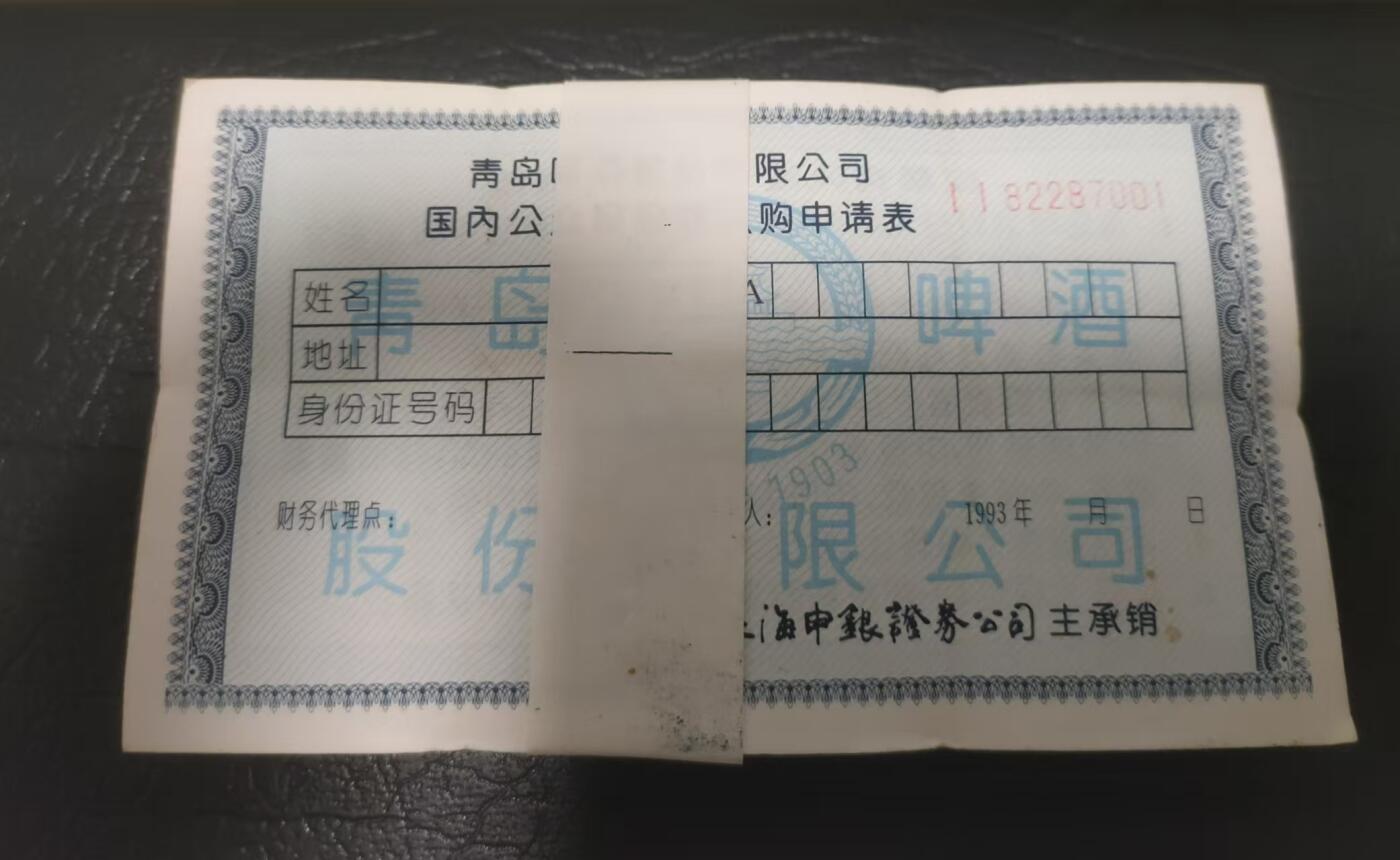 青岛 限公司
国内公 购申请表 1182287001
姓名 A
地址
身份证号码
青岛 啤酒
1903
财务代理点： 人： 1993年 月 日
股份 限公司
上海申銀證券公司 主承销